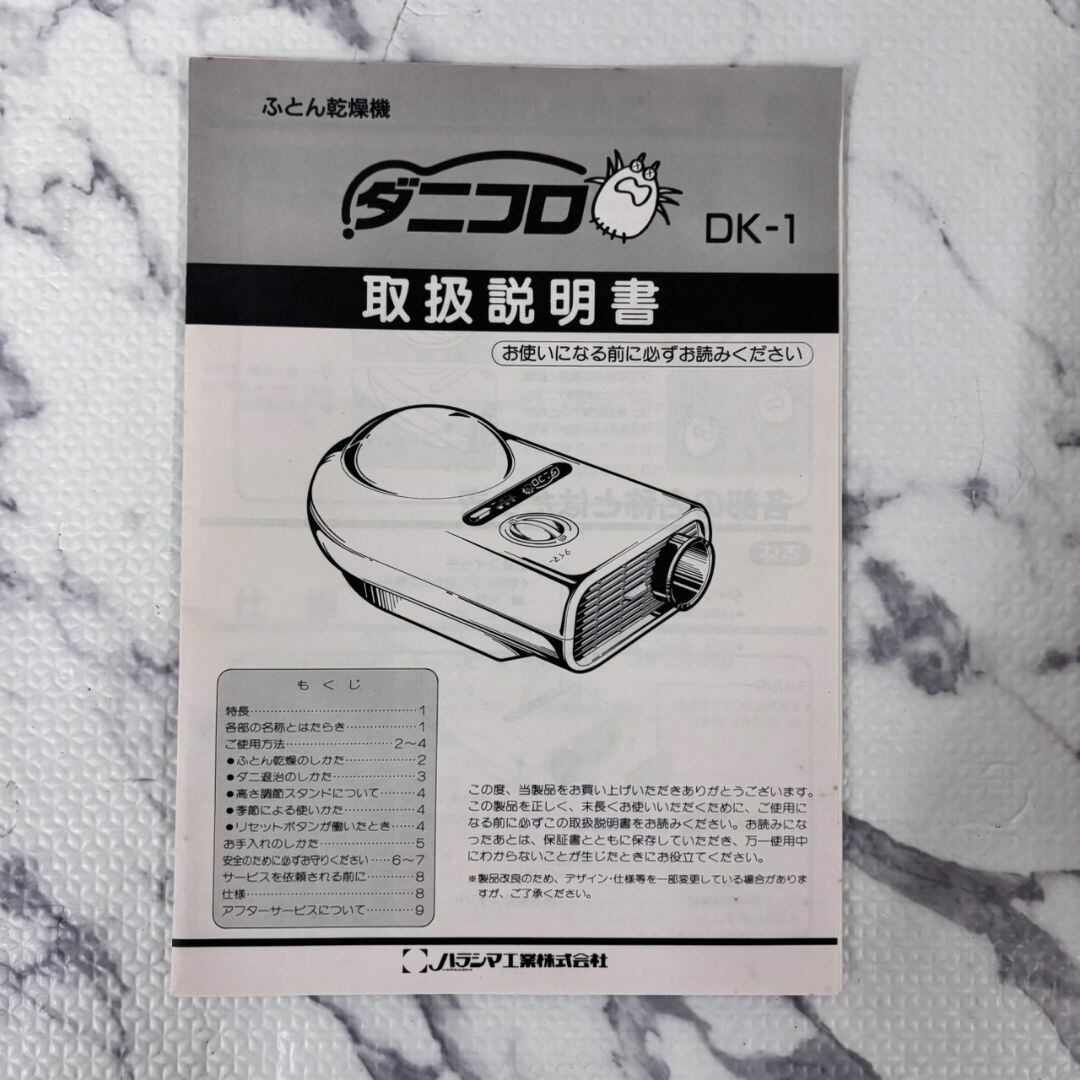 ふとん乾燥機
ダニコロ
DK-1
取扱説明書
お使いになる前に必ずお読みください
ダニコロ
タイマー
もくじ
特長……………………………1
各部の名称とはたらき…………1
ご使用方法……………………2〜4
●ふとん乾燥のしかた…………2
●ダニ退治のしかた……………3
●高さ調節スタンドについて……4
●季節による使いかた…………4
●リセットボタンが働いたとき……4
お手入れのしかた………………5
安全のために必ずお守りください……6〜7
サービスを依頼される前に………8
仕様……………………………8
アフターサービスについて………9
この度、当製品をお買い上げいただきありがとうございます。
この製品を正しく、末長くお使いいただくために、ご使用に
なる前に必ずこの取扱説明書をお読みください。お読みにな
ったあとは、保証書とともに保存していただき、万一使用中
にわからないことが生じたときにお役立てください。
※製品改良のため、デザイン・仕様等を一部変更している場合がありま
すが、ご了承ください。
ハラシマ工業株式会社